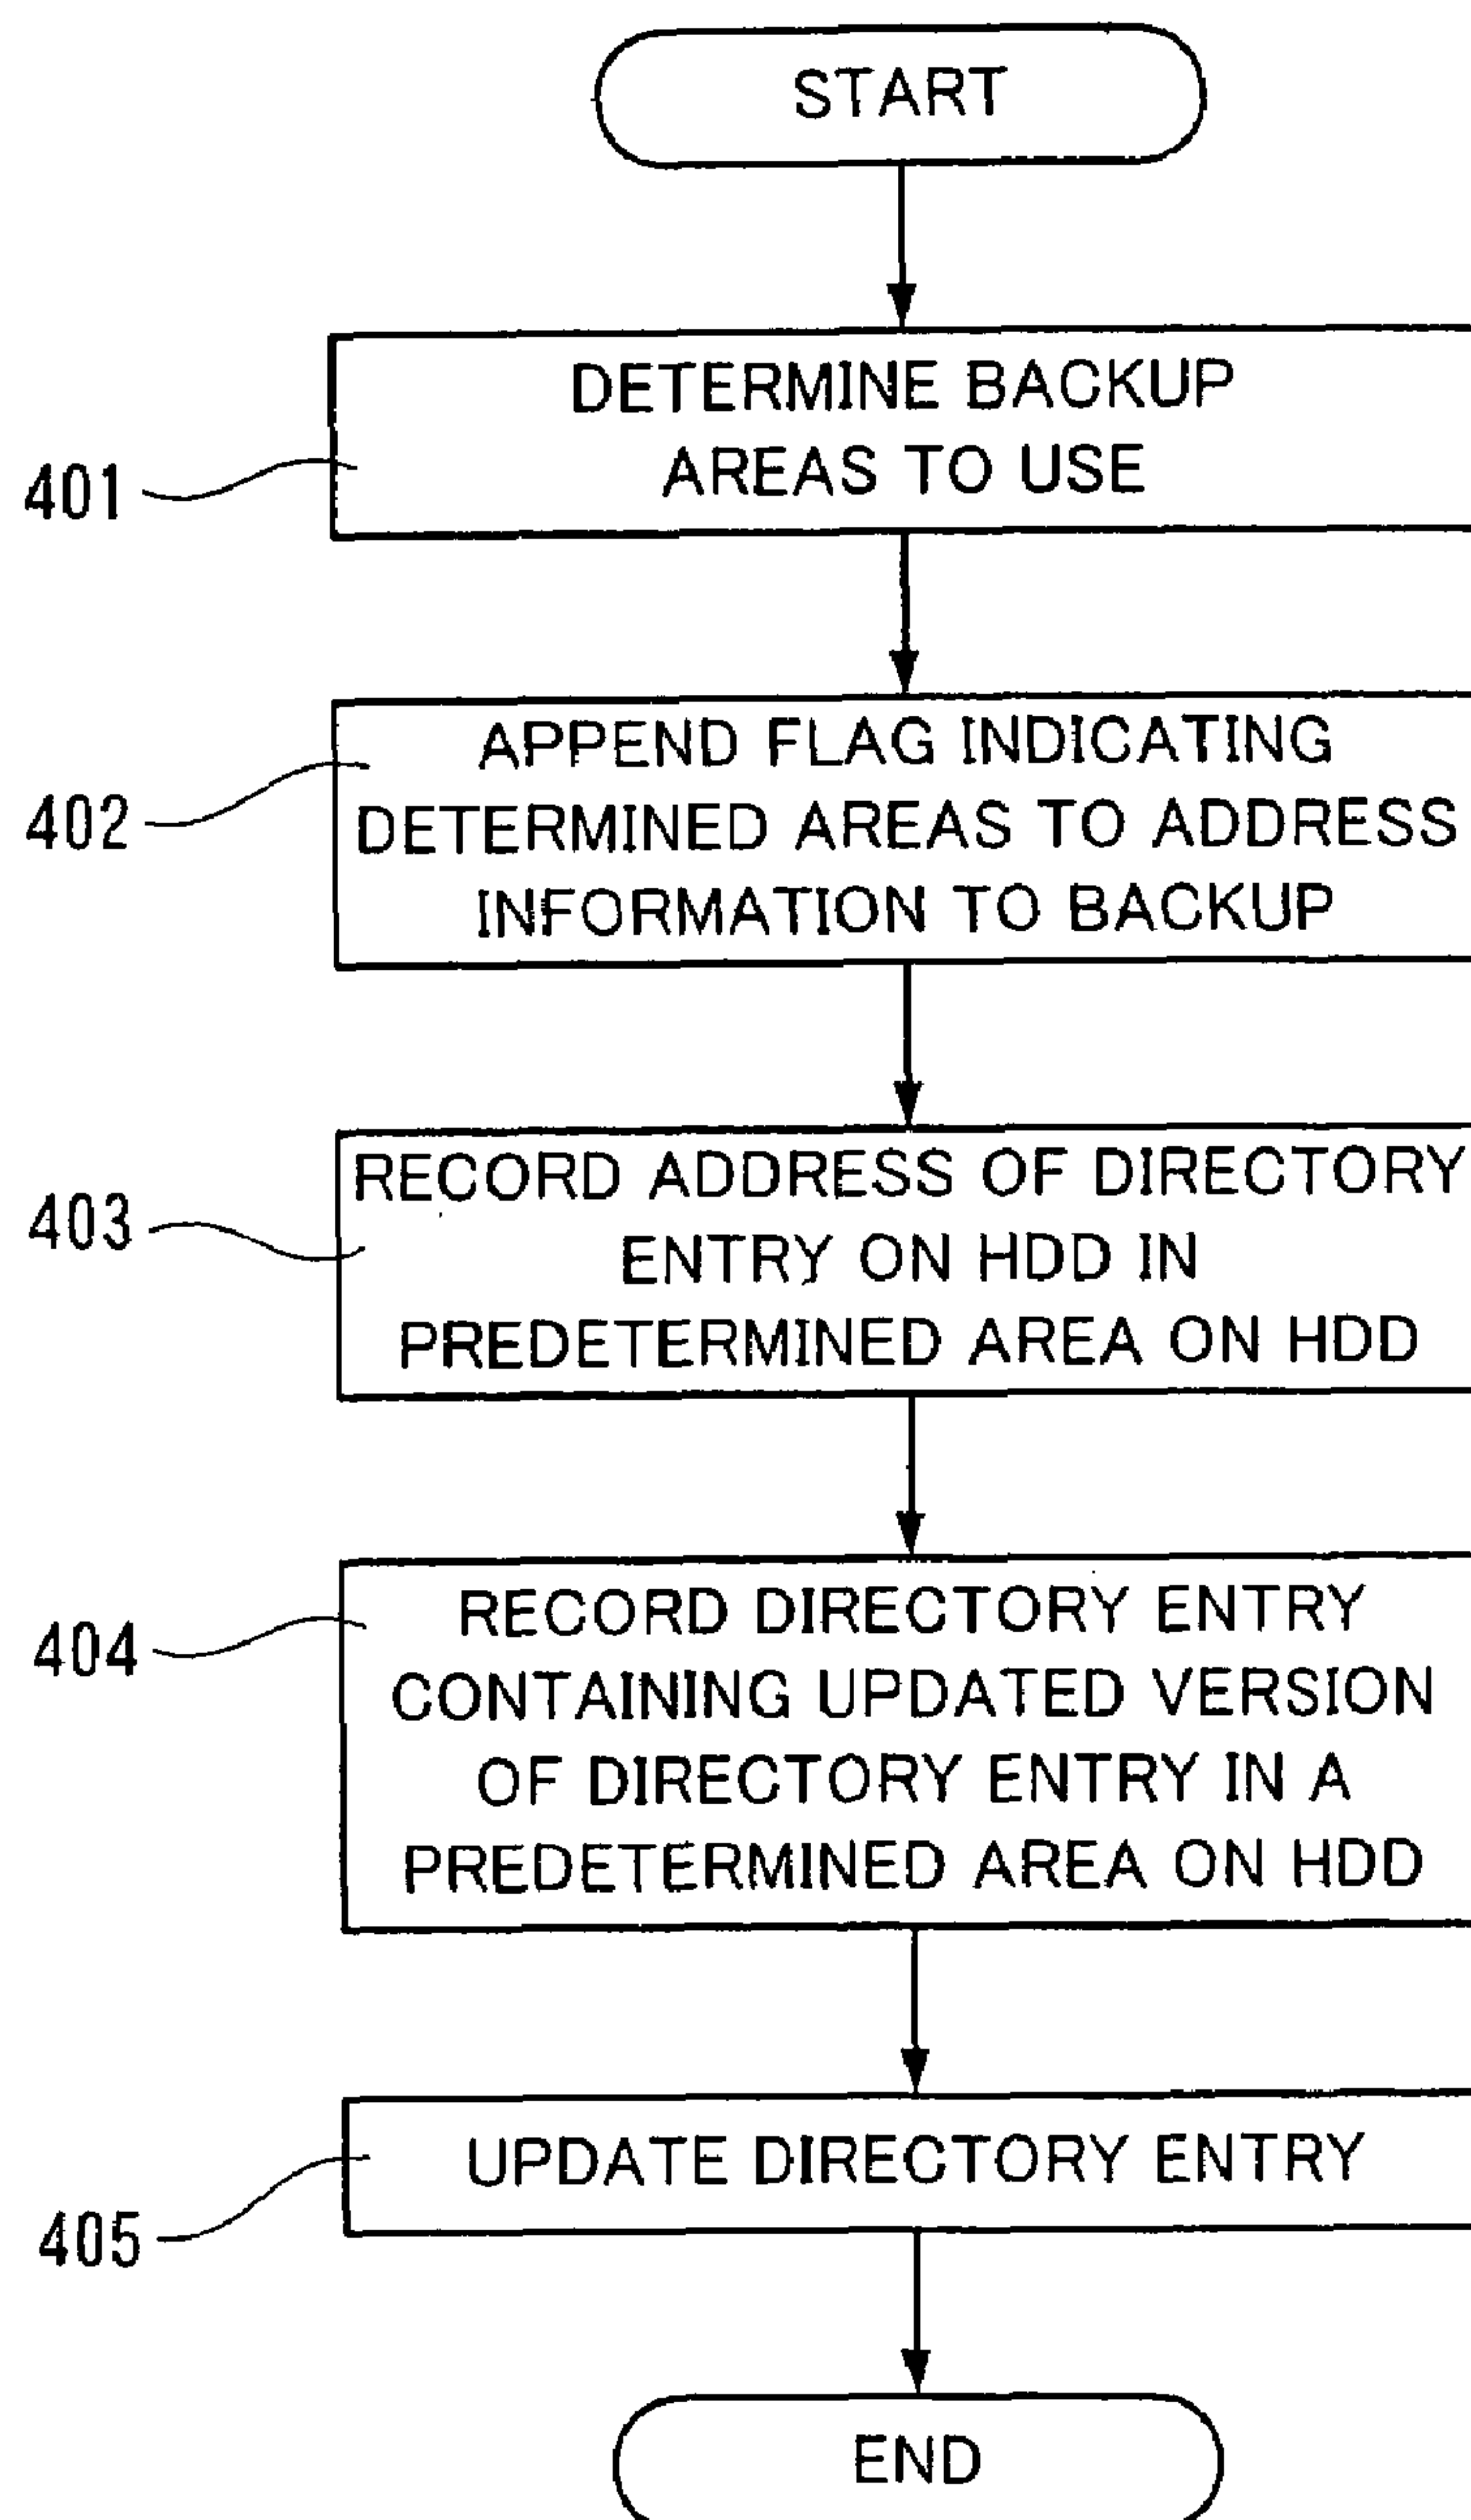 START
DETERMINE BACKUP
AREAS TO USE
401
APPEND FLAG INDICATING
DETERMINED AREAS TO ADDRESS
INFORMATION TO BACKUP
402
RECORD ADDRESS OF DIRECTORY
ENTRY ON HDD IN
PREDETERMINED AREA ON HDD
403
RECORD DIRECTORY ENTRY
CONTAINING UPDATED VERSION
OF DIRECTORY ENTRY IN A
PREDETERMINED AREA ON HDD
404
UPDATE DIRECTORY ENTRY
405
END